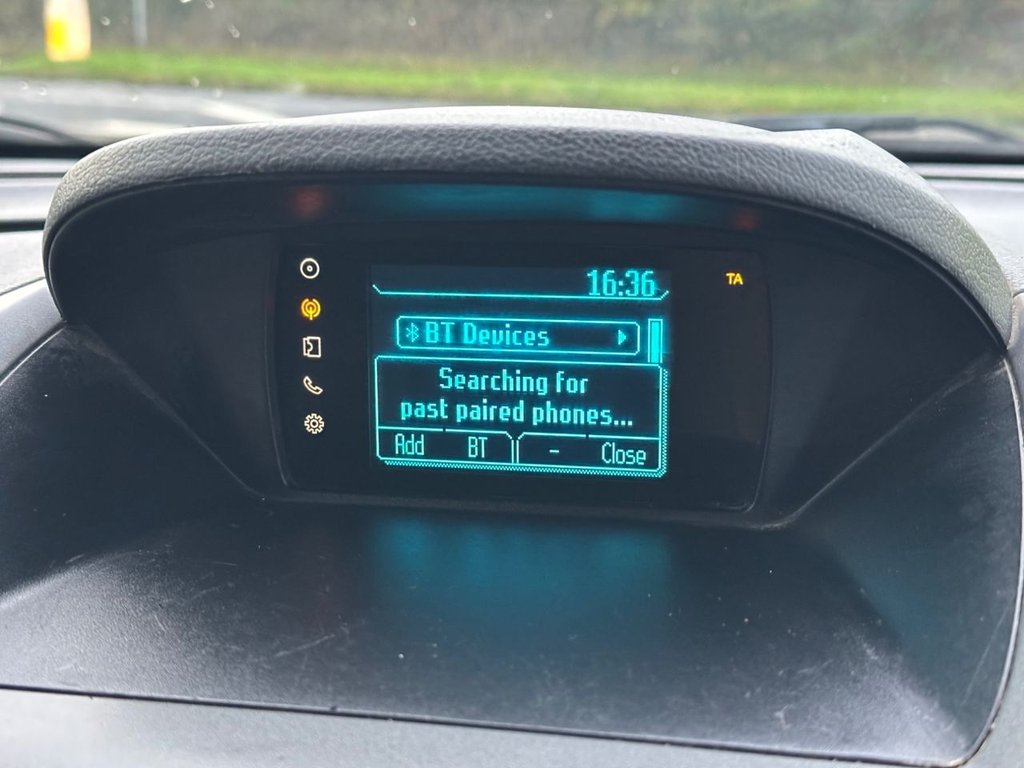 16:36
TA
BT Devices
Searching for
past paired phones...
Add BT - Close